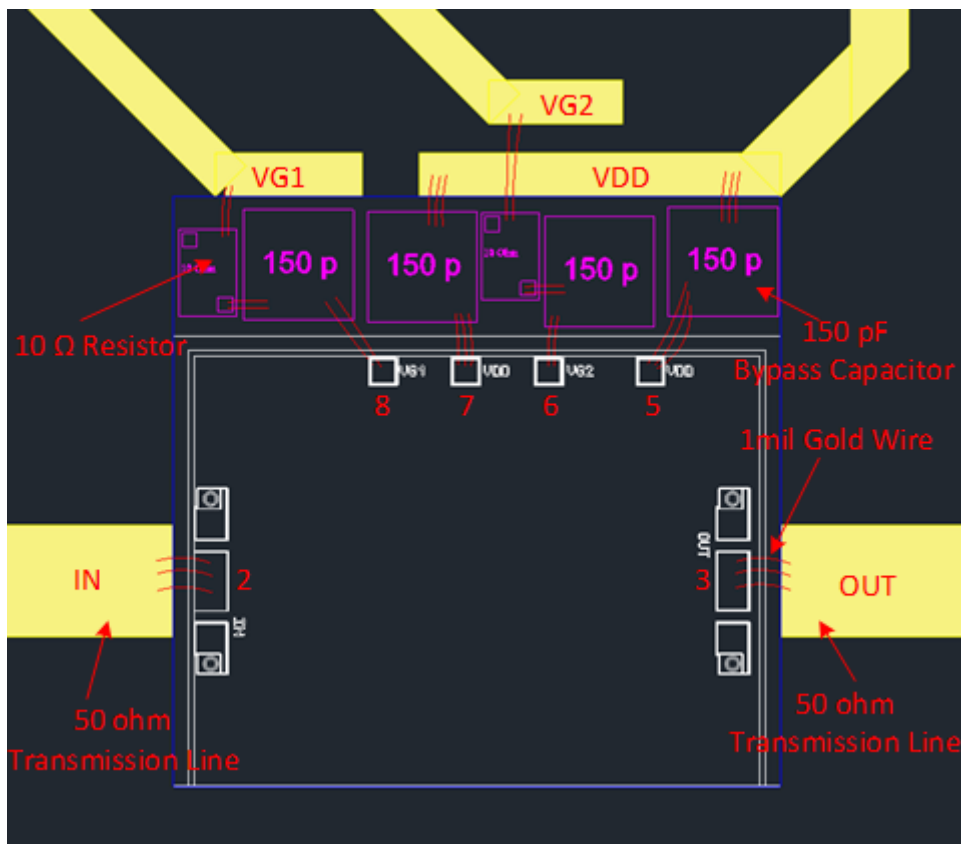 VG2
VG1
VDD
150 p
150 p
10 Ohm
150 p
150 p
10 Ω Resistor
150 pF
Bypass Capacitor
VG1
VDD
VG2
VDD
8
7
6
5
1mil Gold Wire
OUT
IN
2
3
OUT
IN
50 ohm
Transmission Line
50 ohm
Transmission Line